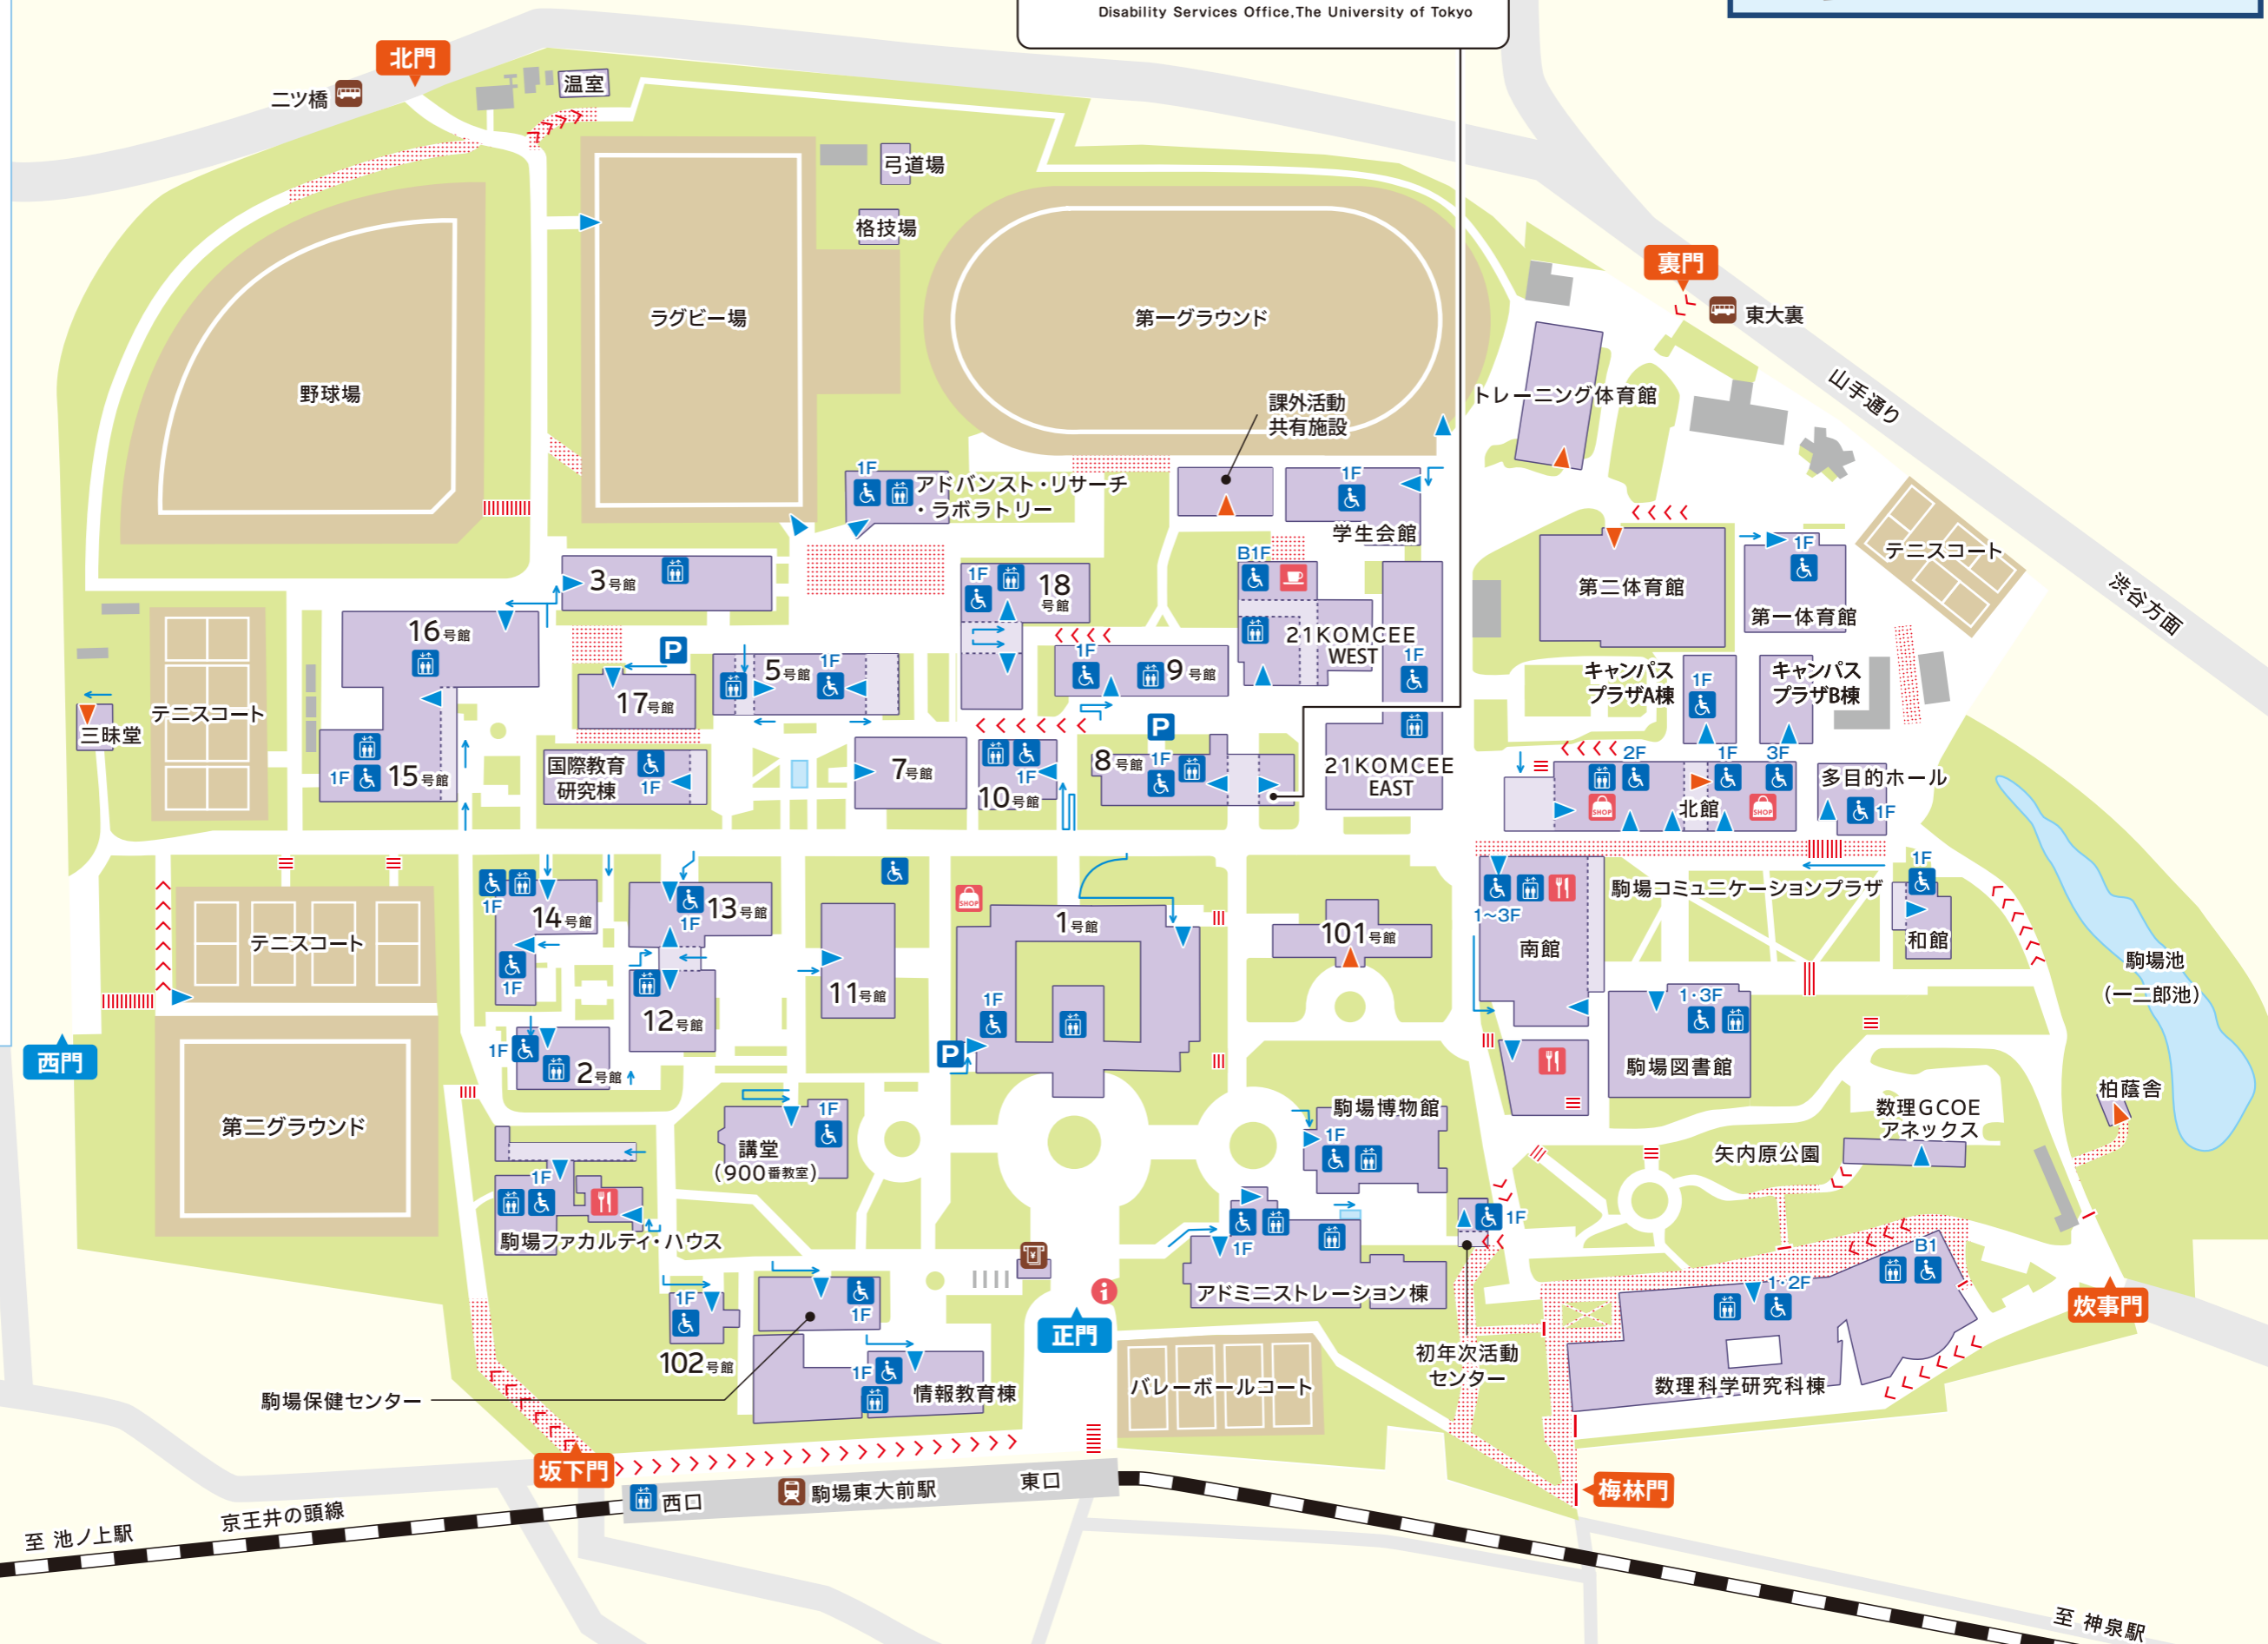 Disability Services Office,The University of Tokyo
北門
二ツ橋
温室
弓道場
格技場
裏門
東大裏
ラグビー場
第一グラウンド
野球場
山手通り
トレーニング体育館
課外活動
共有施設
1F
アドバンスト・リサーチ
・ラボラトリー
1F
学生会館
テニスコート
渋谷方面
3号館
1F
18
号館
B1F
第二体育館
1F
第一体育館
16号館
P
21KOMCEE
WEST
1F
5号館
1F
1F
9号館
キャンパス
プラザA棟
1F
キャンパス
プラザB棟
17号館
テニスコート
三昧堂
P
1F
15号館
国際教育
研究棟
1F
7号館
1F
10号館
8号館
1F
21KOMCEE
EAST
2F
1F
3F
SHOP
北館
SHOP
多目的ホール
1F
1F
14号館
1F
13号館
1F
SHOP
1号館
101号館
1~3F
南館
駒場コミュニケーションプラザ
1F
和館
テニスコート
11号館
12号館
1F
駒場池
(一二郎池)
1・3F
駒場図書館
西門
1F
2号館
P
第二グラウンド
講堂
(900番教室)
1F
駒場博物館
1F
柏蔭舎
数理GCOE
アネックス
矢内原公園
1F
駒場ファカルティ・ハウス
1F
アドミニストレーション棟
1F
B1
1・2F
数理科学研究科棟
炊事門
1F
102号館
1F
i
正門
駒場保健センター
1F
情報教育棟
バレーボールコート
初年次活動
センター
坂下門
西口
駒場東大前駅
東口
梅林門
至 池ノ上駅
京王井の頭線
至 神泉駅